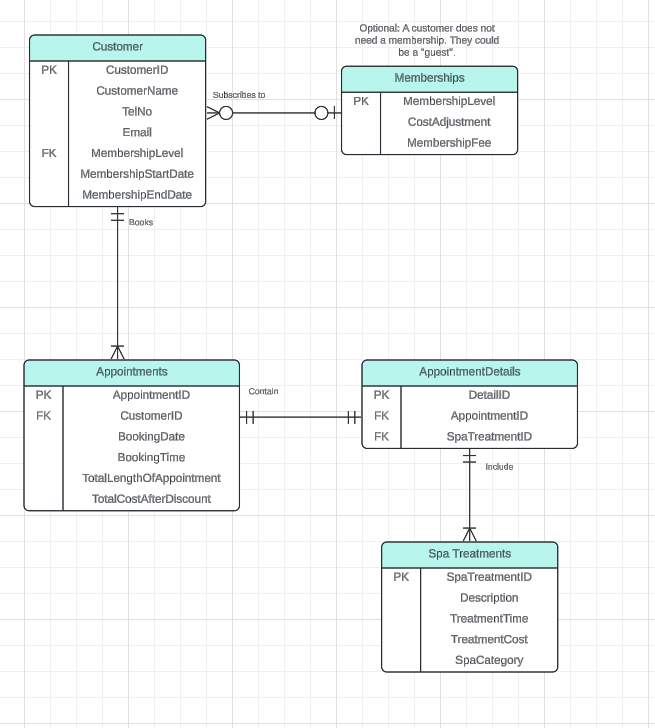 Optional: A customer does not
need a membership. They could
be a "guest".
Customer
PK CustomerID
CustomerName
TelNo
Email
FK MembershipLevel
MembershipStartDate
MembershipEndDate
Subscribes to
Memberships
PK MembershipLevel
CostAdjustment
MembershipFee
Books
Appointments
PK AppointmentID
FK CustomerID
BookingDate
BookingTime
TotalLengthOfAppointment
TotalCostAfterDiscount
Contain
AppointmentDetails
PK DetailID
FK AppointmentID
FK SpaTreatmentID
Include
Spa Treatments
PK SpaTreatmentID
Description
TreatmentTime
TreatmentCost
SpaCategory